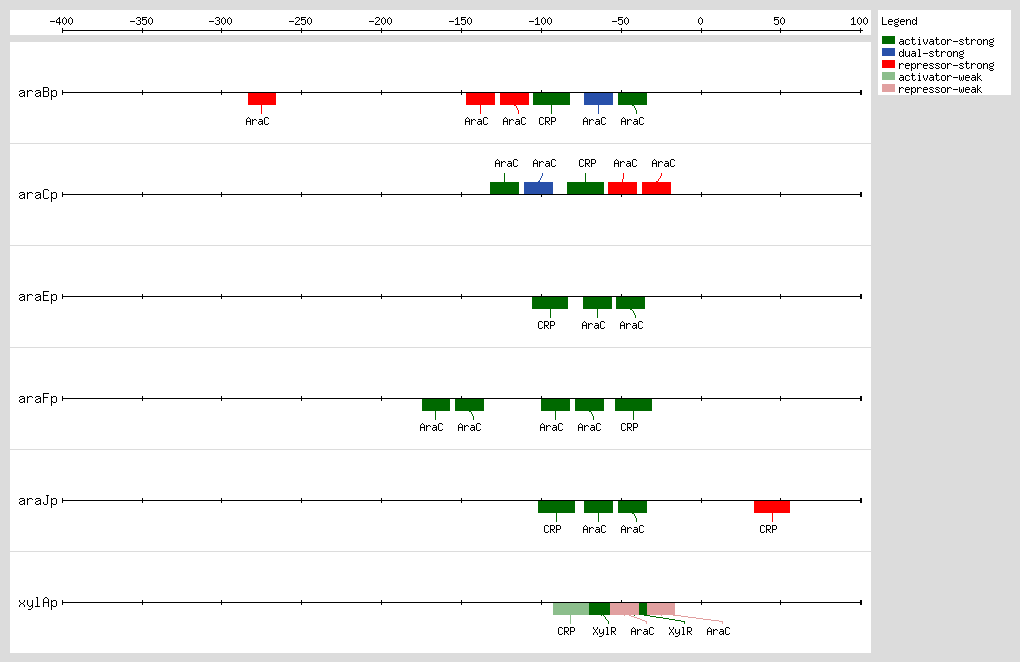 -400 -350 -300 -250 -200 -150 -100 -50 0 50 100
Legend
activator-strong
dual-strong
repressor-strong
activator-weak
repressor-weak
araBp
AraC AraC AraC CRP AraC AraC
AraC AraC CRP AraC AraC
araCp
araEp
CRP AraC AraC
araFp
AraC AraC AraC AraC CRP
araJp
CRP AraC AraC CRP
xylAp
CRP XylR AraC XylR AraC